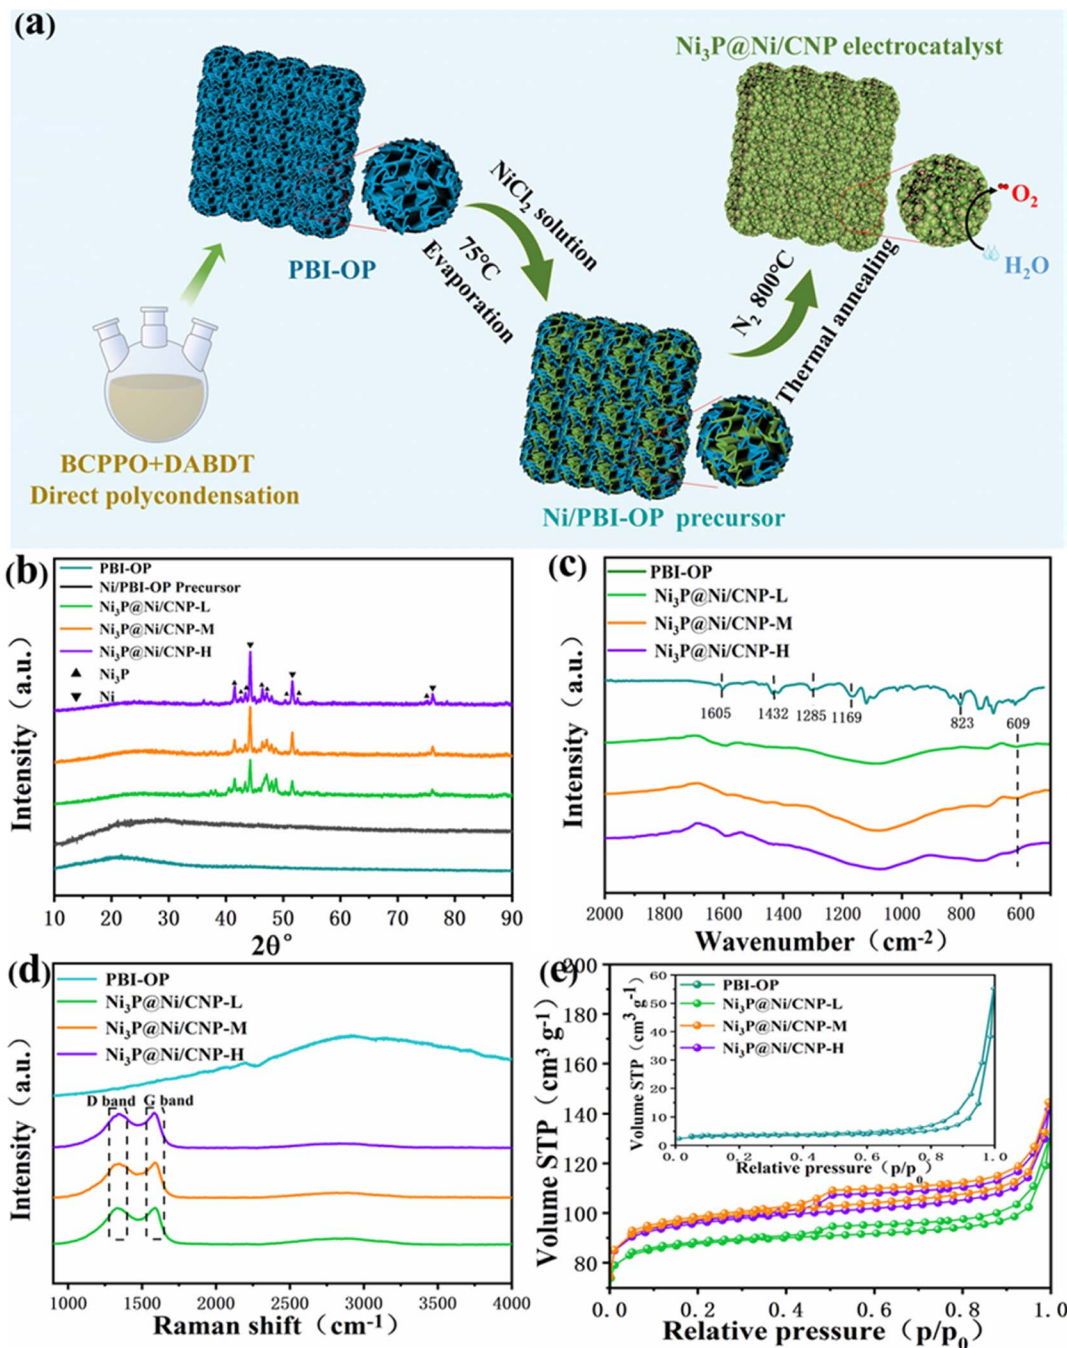 (a)
Ni₃P@Ni/CNP electrocatalyst
NiCl₂ solution
75℃
Evaporation
PBI-OP
O₂
H₂O
N₂ 800℃
Thermal annealing
BCPPO+DABDT
Direct polycondensation
Ni/PBI-OP precursor
(b)
PBI-OP
Ni/PBI-OP Precursor
Ni₃P@Ni/CNP-L
Ni₃P@Ni/CNP-M
Ni₃P@Ni/CNP-H
▲ Ni₃P
▼ Ni
Intensity (a.u.)
10 20 30 40 50 60 70 80 90
2θ°
(c)
PBI-OP
Ni₃P@Ni/CNP-L
Ni₃P@Ni/CNP-M
Ni₃P@Ni/CNP-H
1605 1432 1285 1169 823 609
Intensity (a.u.)
2000 1800 1600 1400 1200 1000 800 600
Wavenumber (cm⁻²)
(d)
PBI-OP
Ni₃P@Ni/CNP-L
Ni₃P@Ni/CNP-M
Ni₃P@Ni/CNP-H
D band G band
Intensity (a.u.)
1000 1500 2000 2500 3000 3500 4000
Raman shift (cm⁻¹)
(e)
PBI-OP
Ni₃P@Ni/CNP-L
Ni₃P@Ni/CNP-M
Ni₃P@Ni/CNP-H
Volume STP (cm³ g⁻¹)
60
50
40
30
20
10
0
0.0 0.2 0.4 0.6 0.8 1.0
Relative pressure (p/p₀)
Volume STP (cm³ g⁻¹)
200
180
160
140
120
100
80
0.0 0.2 0.4 0.6 0.8 1.0
Relative pressure (p/p₀)